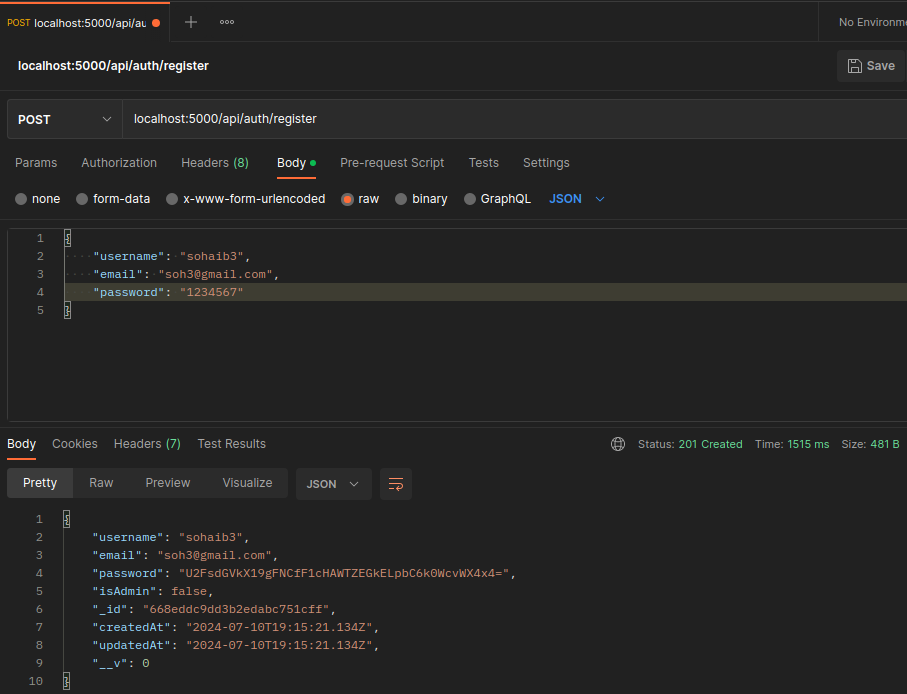 POST localhost:5000/api/au
No Environme
localhost:5000/api/auth/register
Save
POST localhost:5000/api/auth/register
Params Authorization Headers (8) Body Pre-request Script Tests Settings
none form-data x-www-form-urlencoded raw binary GraphQL JSON
1 {
2 "username": "sohaib3",
3 "email": "soh3@gmail.com",
4 "password": "1234567"
5 }
Body Cookies Headers (7) Test Results Status: 201 Created Time: 1515 ms Size: 481 B
Pretty Raw Preview Visualize JSON
1 {
2 "username": "sohaib3",
3 "email": "soh3@gmail.com",
4 "password": "U2FsdGVkX19gFNCfF1cHAWTZEGkELpbC6k0WcvWX4x4=",
5 "isAdmin": false,
6 "_id": "668eddc9dd3b2edabc751cff",
7 "createdAt": "2024-07-10T19:15:21.134Z",
8 "updatedAt": "2024-07-10T19:15:21.134Z",
9 "__v": 0
10 }